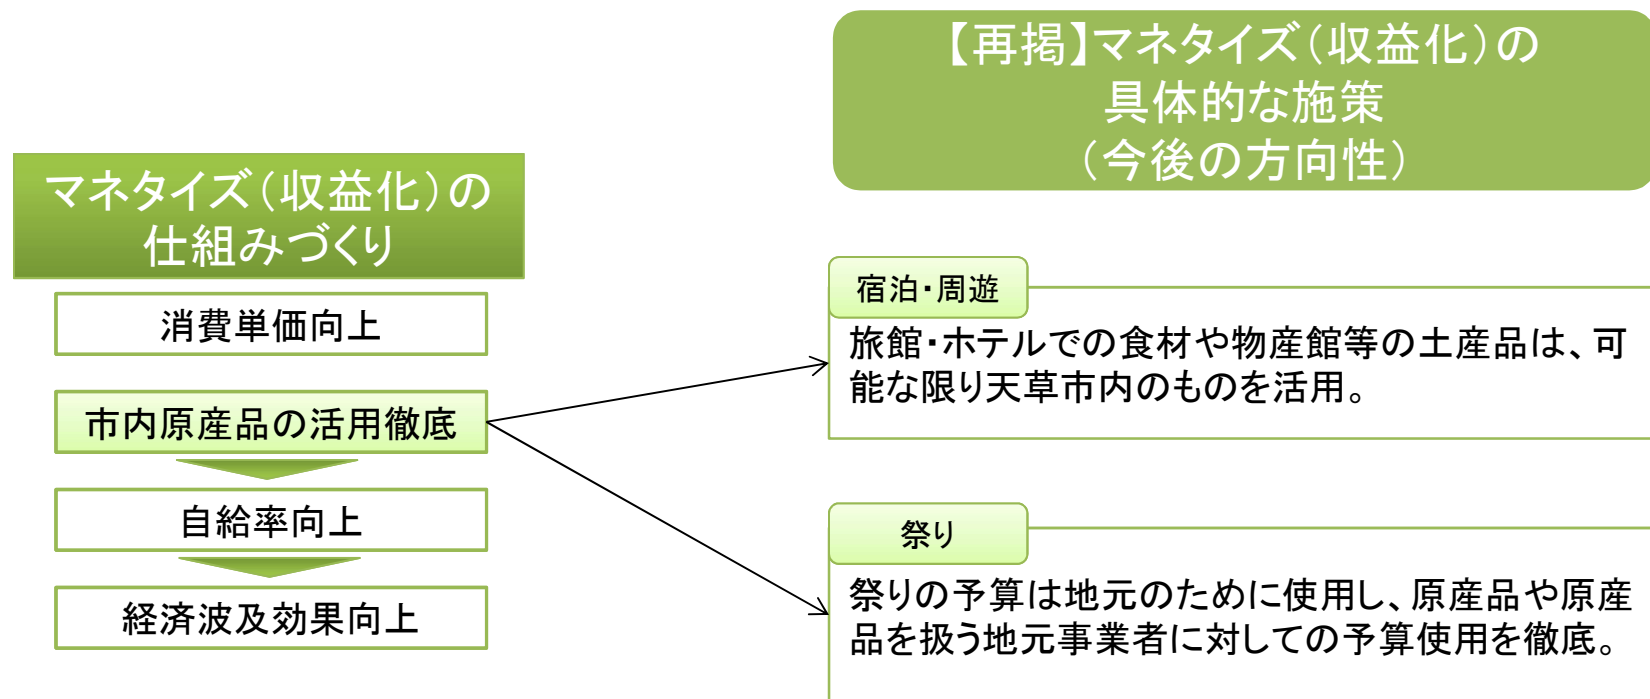 【再掲】マネタイズ（収益化）の
具体的な施策
（今後の方向性）
マネタイズ（収益化）の
仕組みづくり
消費単価向上
市内原産品の活用徹底
自給率向上
経済波及効果向上
宿泊・周遊
旅館・ホテルでの食材や物産館等の土産品は、可
能な限り天草市内のものを活用。
祭り
祭りの予算は地元のために使用し、原産品や原産
品を扱う地元事業者に対しての予算使用を徹底。